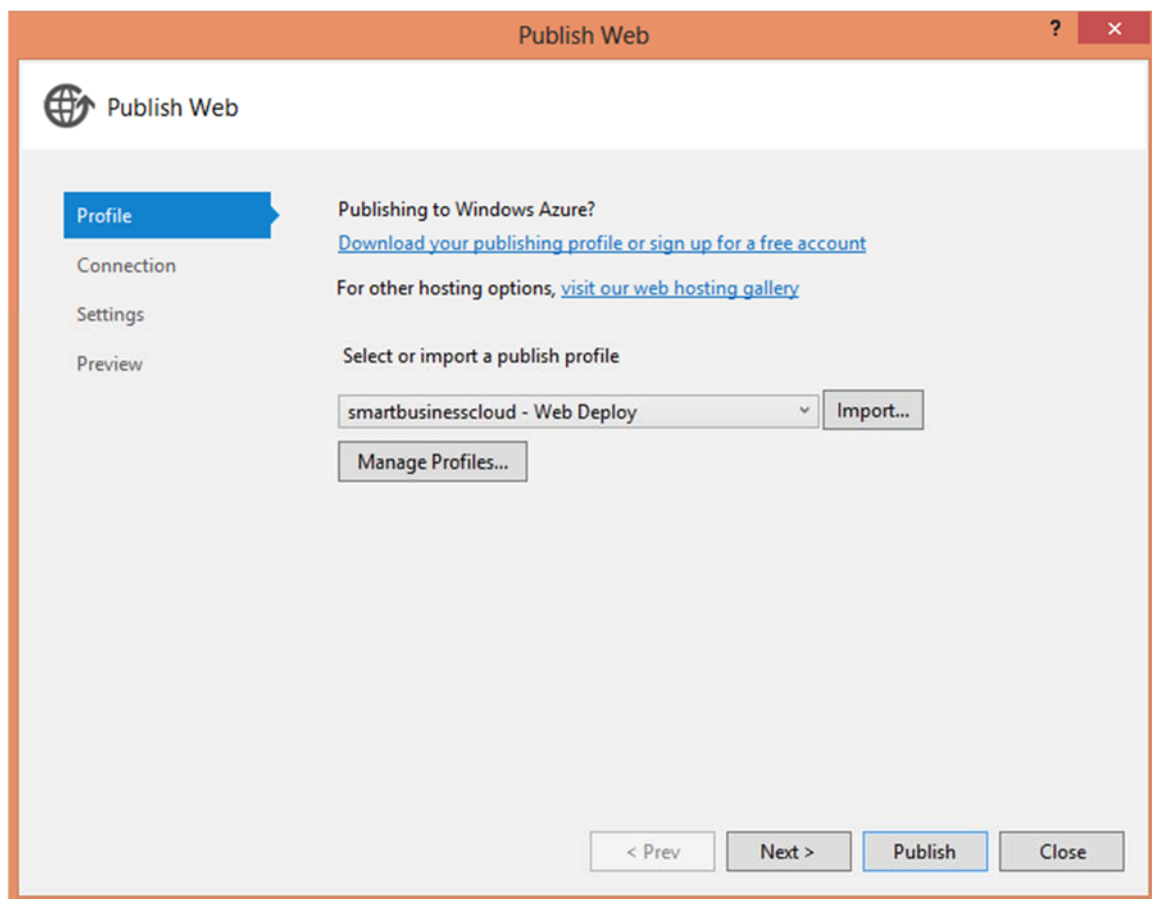 Publish Web
?
Publish Web
Profile
Connection
Settings
Preview
Publishing to Windows Azure?
Download your publishing profile or sign up for a free account
For other hosting options, visit our web hosting gallery
Select or import a publish profile
smartbusinesscloud - Web Deploy
Import...
Manage Profiles...
< Prev
Next >
Publish
Close